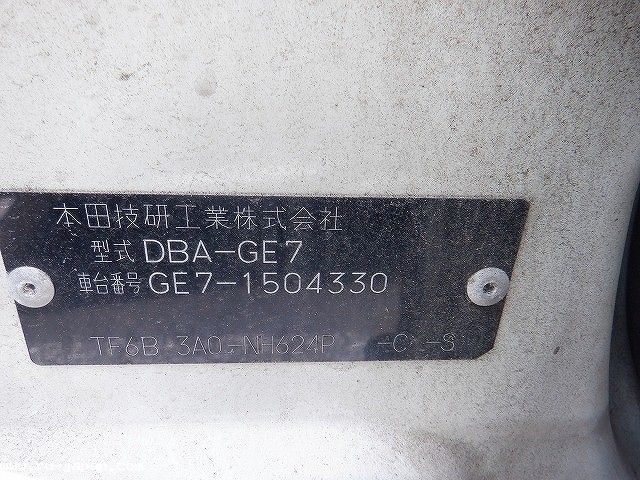 本田技研工業株式会社
型式 DBA-GE7
車台番号 GE7-1504330
TF6B 3A0-NH624P -C -S